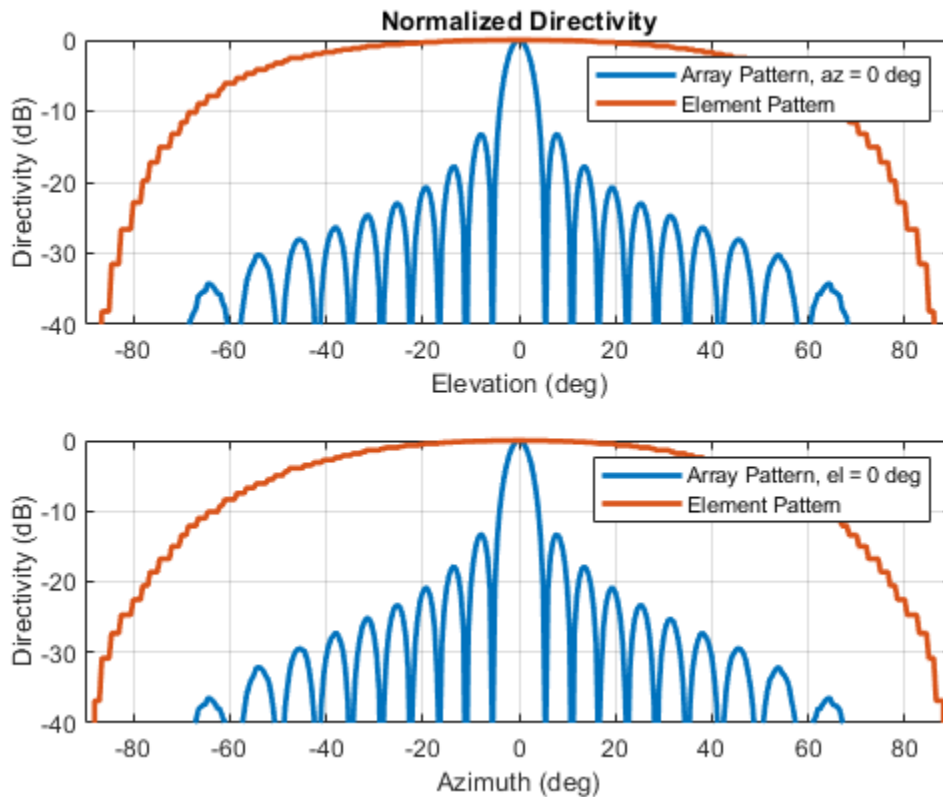 Normalized Directivity
0
-10
-20
-30
-40
Directivity (dB)
Array Pattern, az = 0 deg
Element Pattern
-80 -60 -40 -20 0 20 40 60 80
Elevation (deg)
0
-10
-20
-30
-40
Directivity (dB)
Array Pattern, el = 0 deg
Element Pattern
-80 -60 -40 -20 0 20 40 60 80
Azimuth (deg)